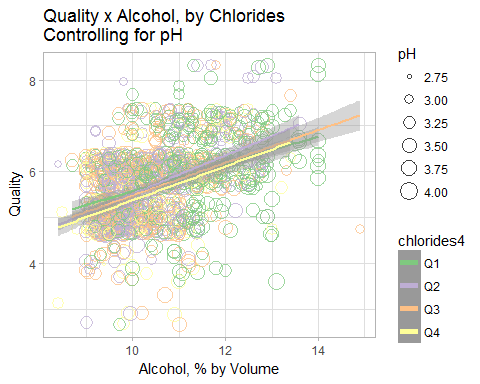 Quality x Alcohol, by Chlorides
Controlling for pH
8
6
4
Quality
10
12
14
Alcohol, % by Volume
pH
2.75
3.00
3.25
3.50
3.75
4.00
chlorides4
Q1
Q2
Q3
Q4